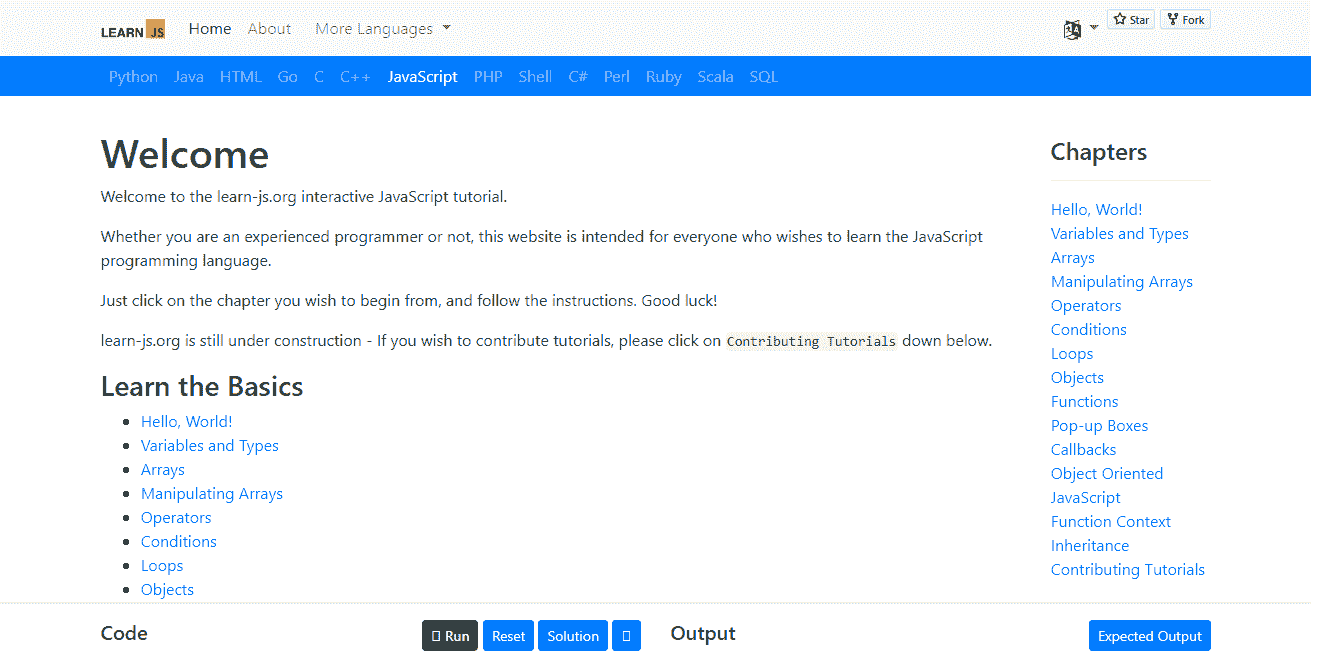 LEARN JS Home About More Languages Star Fork
Python Java HTML Go C C++ JavaScript PHP Shell C# Perl Ruby Scala SQL
Welcome
Welcome to the learn-js.org interactive JavaScript tutorial.
Whether you are an experienced programmer or not, this website is intended for everyone who wishes to learn the JavaScript
programming language.
Just click on the chapter you wish to begin from, and follow the instructions. Good luck!
learn-js.org is still under construction - If you wish to contribute tutorials, please click on Contributing Tutorials down below.
Learn the Basics
Hello, World!
Variables and Types
Arrays
Manipulating Arrays
Operators
Conditions
Loops
Objects
Chapters
Hello, World!
Variables and Types
Arrays
Manipulating Arrays
Operators
Conditions
Loops
Objects
Functions
Pop-up Boxes
Callbacks
Object Oriented
JavaScript
Function Context
Inheritance
Contributing Tutorials
Code Run Reset Solution Output Expected Output